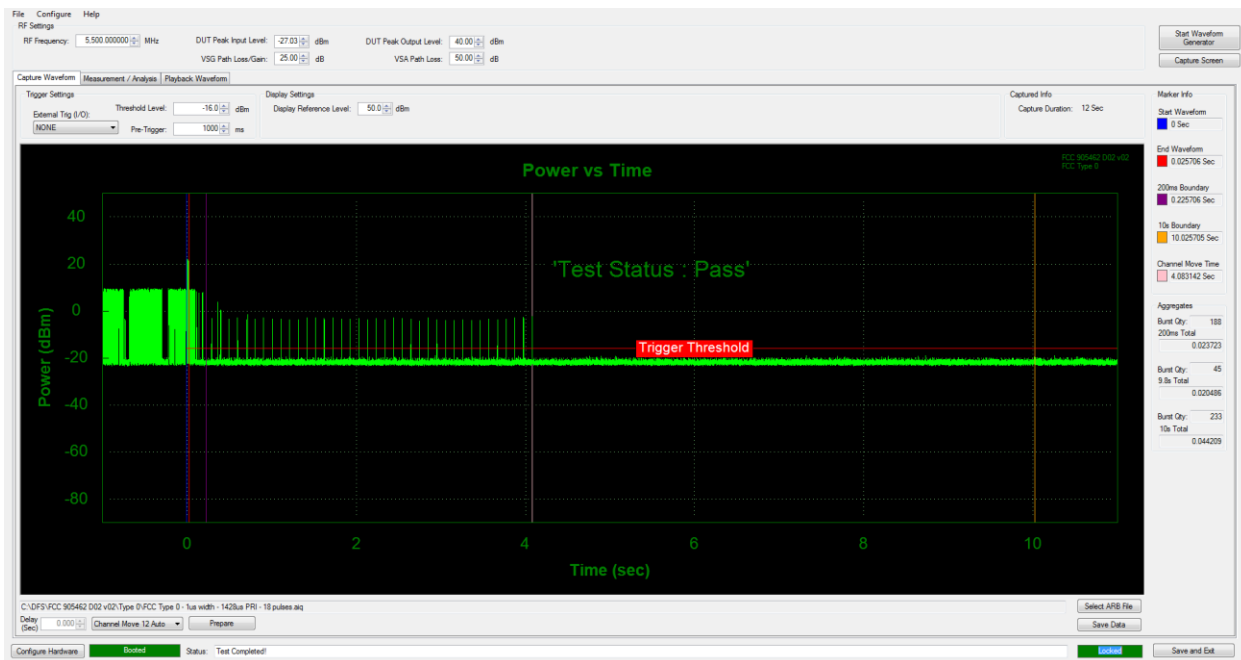 File Configure Help
RF Settings
RF Frequency: 5,500.000000 MHz DUT Peak Input Level: -27.03 dBm DUT Peak Output Level: 40.00 dBm
VSG Path Loss/Gain: 25.00 dB VSA Path Loss: 50.00 dB
Start Waveform
Generator
Capture Screen
Capture Waveform Measurement / Analysis Playback Waveform
Trigger Settings
Threshold Level: -16.0 dBm
External Trig (I/O):
NONE Pre-Trigger: 1000 ms
Display Settings
Display Reference Level: 50.0 dBm
Captured Info
Capture Duration: 12 Sec
Marker Info
Start Waveform
0 Sec
End Waveform
0.025706 Sec
200ms Boundary
0.225706 Sec
10s Boundary
10.025705 Sec
Channel Move Time
4.083142 Sec
Aggregates
Burst Qty: 188
200ms Total
0.023723
Burst Qty: 45
9.8s Total
0.020486
Burst Qty: 233
10s Total
0.044209
Power vs Time
FCC 905462 D02 v02
FCC Type 0
'Test Status : Pass'
Trigger Threshold
Power (dBm)
40
20
0
-20
-40
-60
-80
0 2 4 6 8 10
Time (sec)
C:\DFS\FCC 905462 D02 v02\Type 0\FCC Type 0 - 1us width - 1428us PRI - 18 pulses.aiq
Select ARB File
Delay
(Sec) 0.000 Channel Move 12 Auto Prepare
Save Data
Configure Hardware Booted Status: Test Completed! Locked Save and Exit